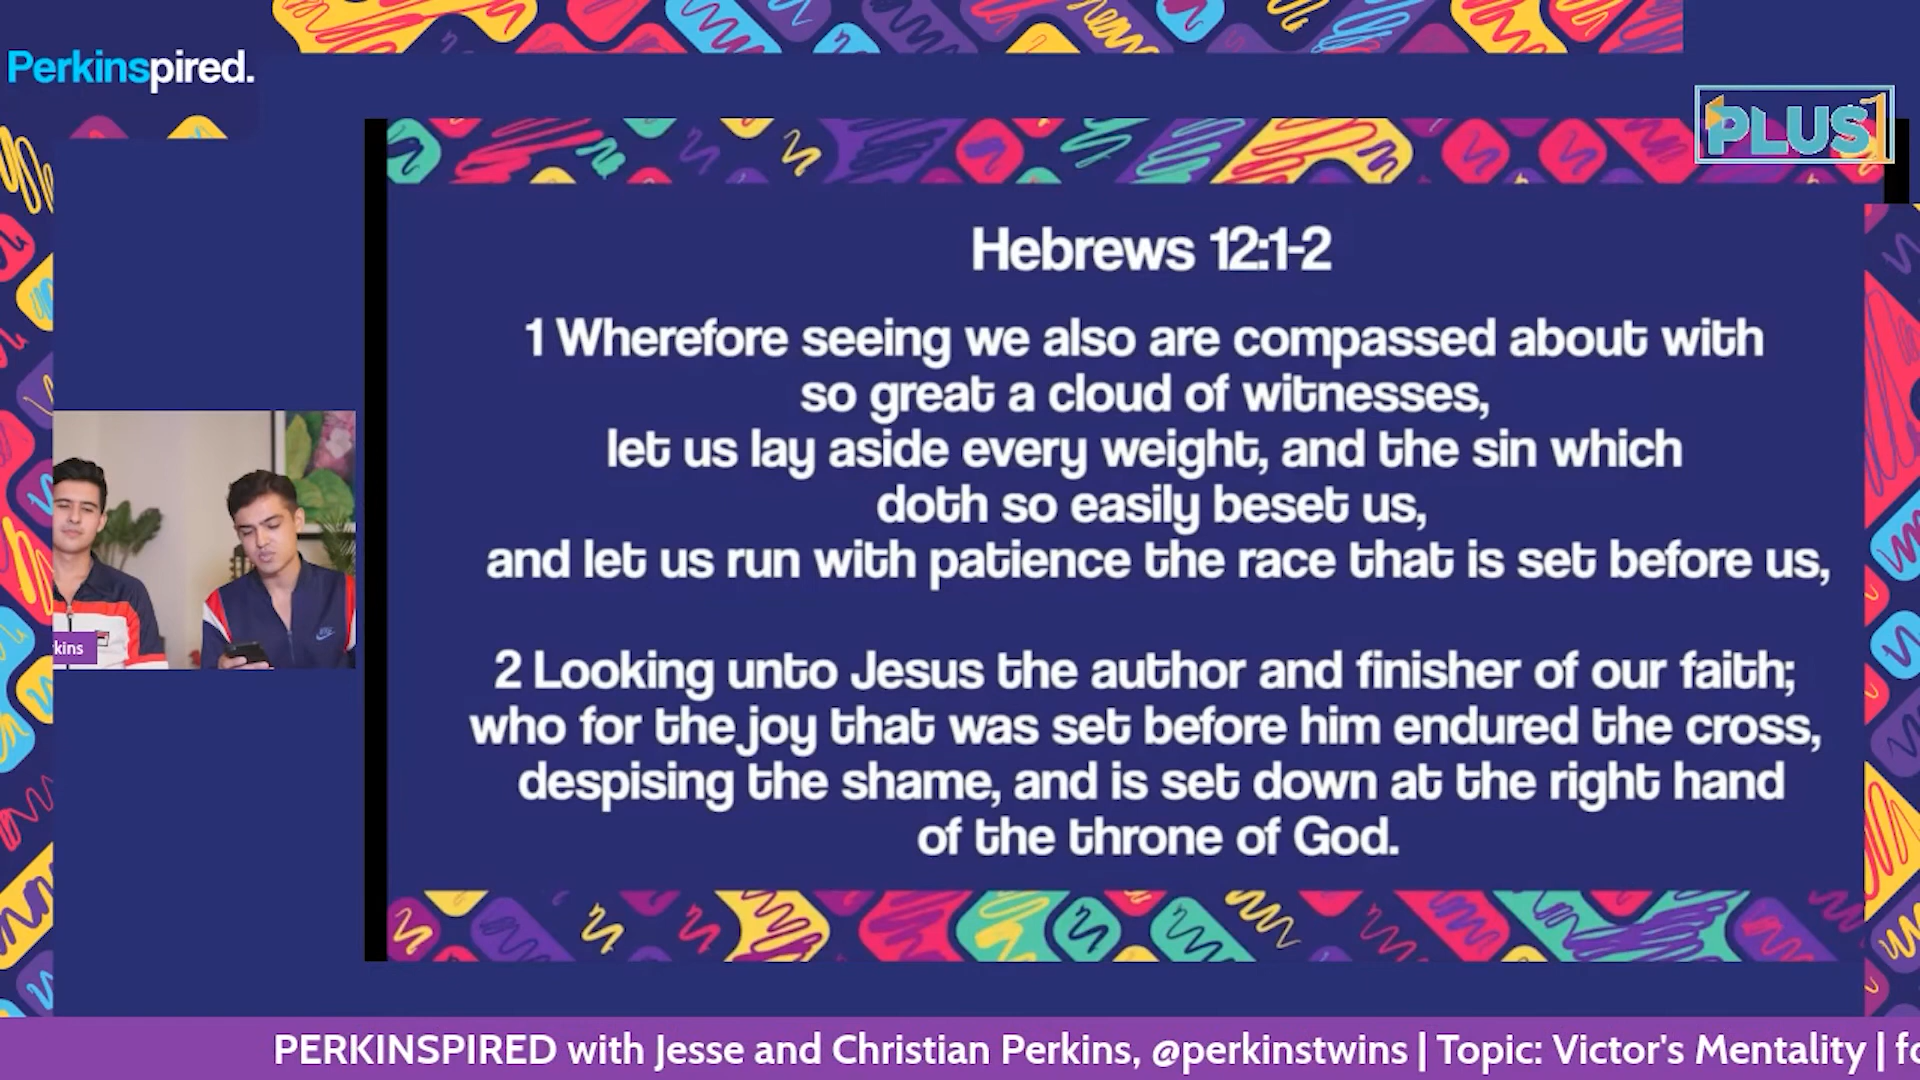 Perkinspired.
PLUS1
Hebrews 12:1-2
1 Wherefore seeing we also are compassed about with
so great a cloud of witnesses,
let us lay aside every weight, and the sin which
doth so easily beset us,
and let us run with patience the race that is set before us,
2 Looking unto Jesus the author and finisher of our faith;
who for the joy that was set before him endured the cross,
despising the shame, and is set down at the right hand
of the throne of God.
kins
PERKINSPIRED with Jesse and Christian Perkins, @perkinstwins | Topic: Victor's Mentality |